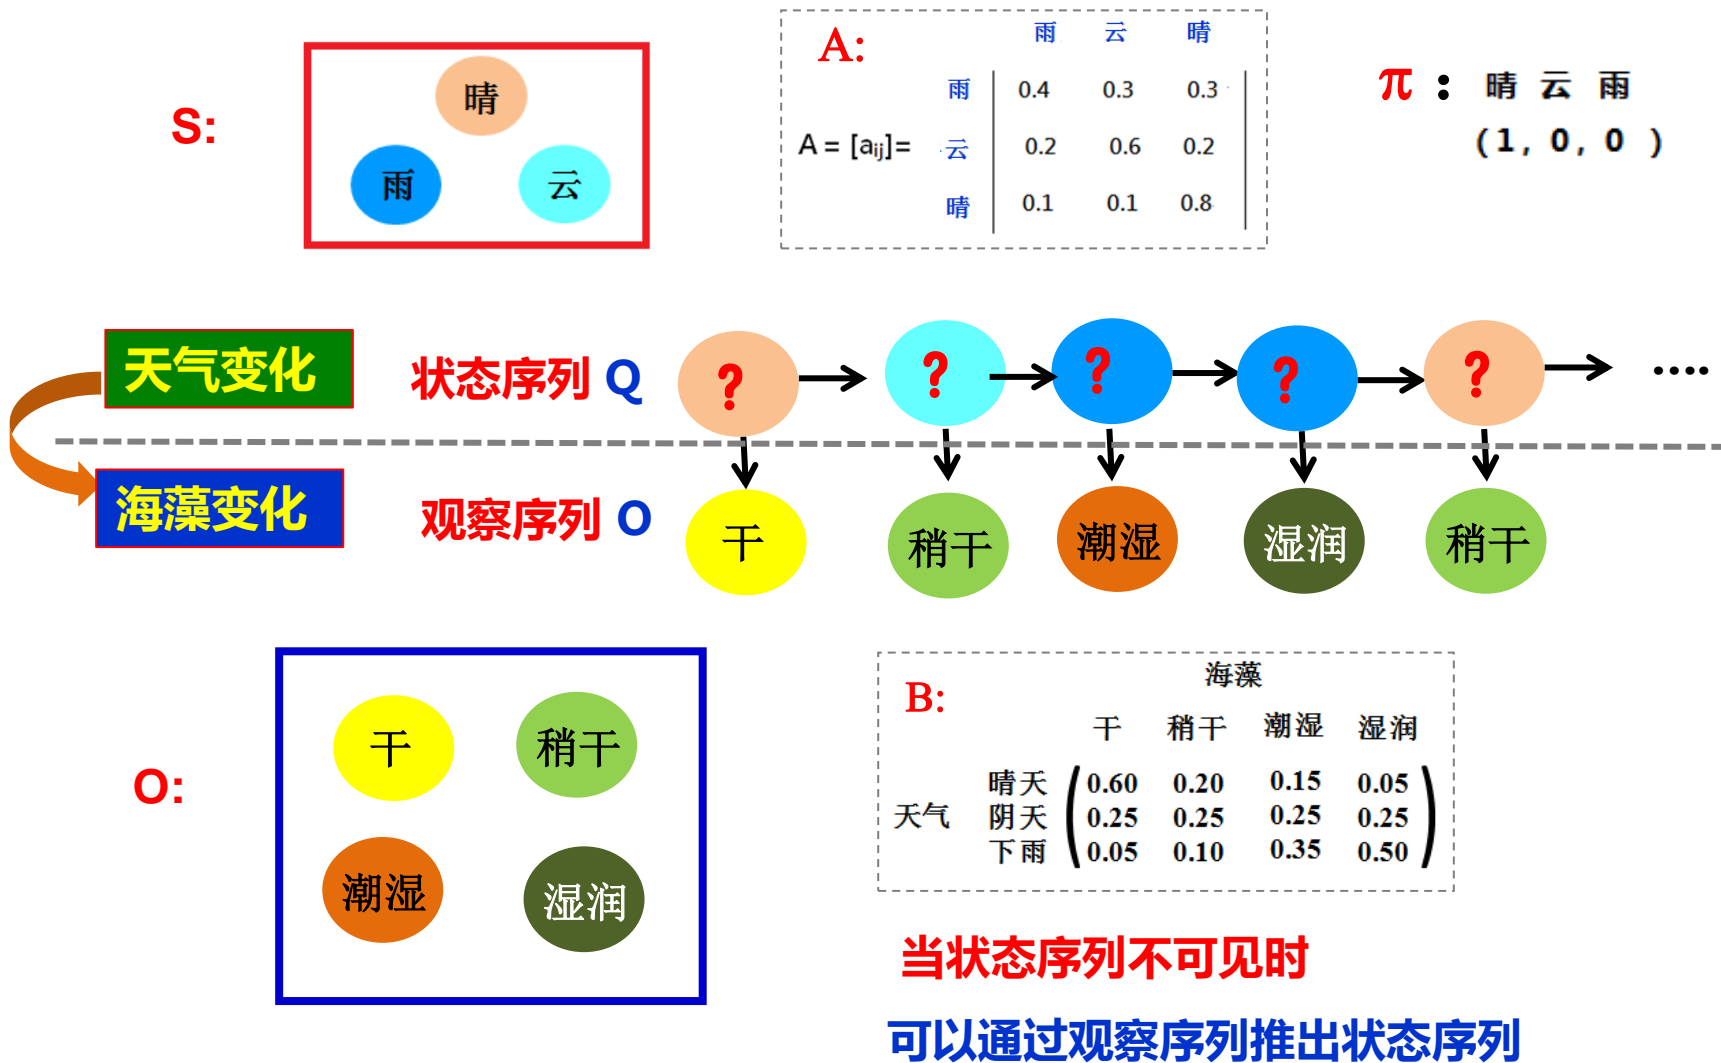 S:
晴
雨 云
A:
雨 云 晴
雨 0.4 0.3 0.3
A = [aij]= 云 0.2 0.6 0.2
晴 0.1 0.1 0.8
π : 晴 云 雨
(1, 0, 0 )
天气变化
状态序列 Q
? ? ? ? ?
····
海藻变化
观察序列 O
干 稍干 潮湿 湿润 稍干
O:
干 稍干
潮湿 湿润
B:
海藻
干 稍干 潮湿 湿润
晴天 0.60 0.20 0.15 0.05
天气 阴天 0.25 0.25 0.25 0.25
下雨 0.05 0.10 0.35 0.50
当状态序列不可见时
可以通过观察序列推出状态序列